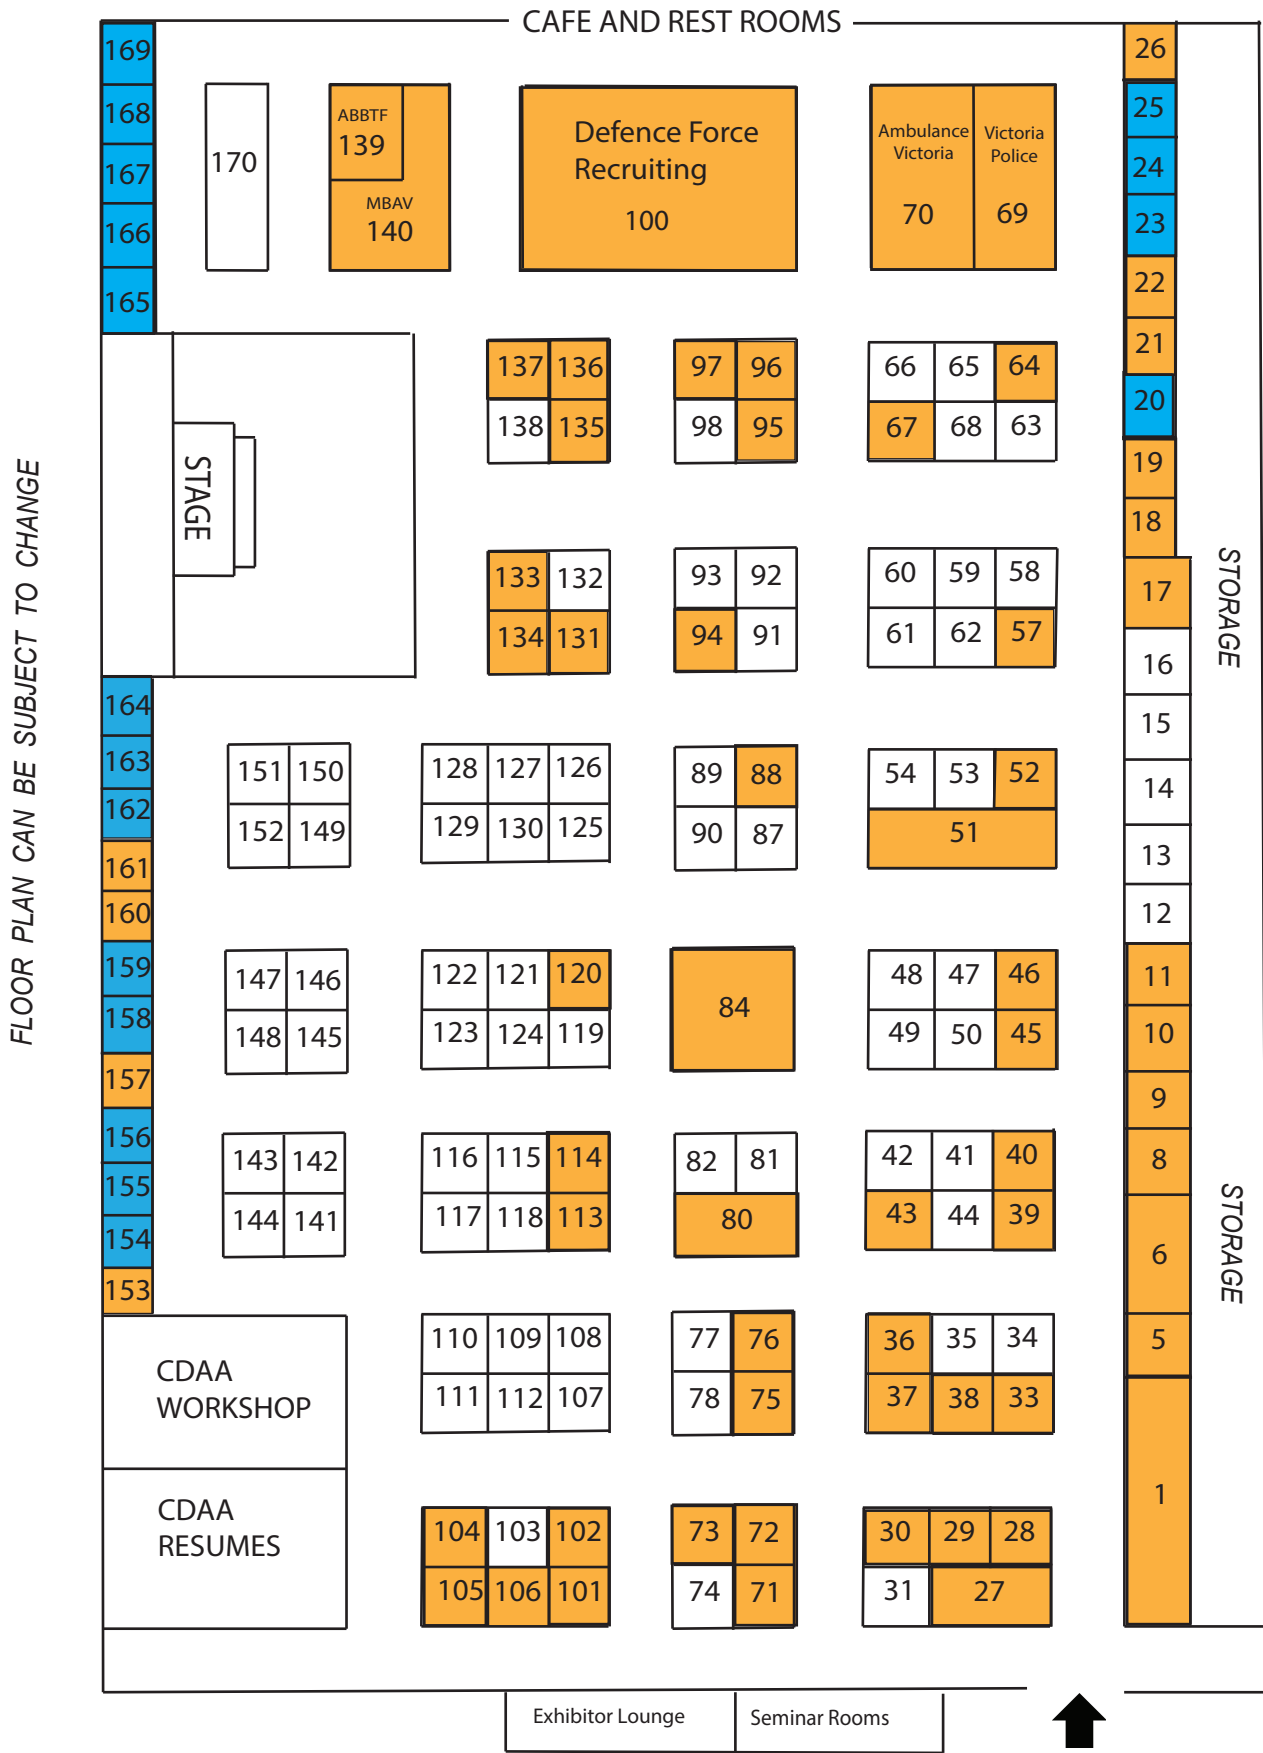 CAFE AND REST ROOMS
169
168
167
166
165
170
ABBTF
139
MBAV
140
Defence Force
Recruiting
100
Ambulance
Victoria
70
Victoria
Police
69
26
25
24
23
22
21
20
19
18
17
16
15
14
13
12
11
10
9
8
6
5
1
STORAGE
STORAGE
FLOOR PLAN CAN BE SUBJECT TO CHANGE
STAGE
137 136
138 135
97 96
98 95
66 65 64
67 68 63
133 132
134 131
93 92
94 91
60 59 58
61 62 57
164
163
162
161
160
159
158
157
156
155
154
153
151 150
152 149
128 127 126
129 130 125
89 88
90 87
54 53 52
51
147 146
148 145
122 121 120
123 124 119
84
48 47 46
49 50 45
143 142
144 141
116 115 114
117 118 113
82 81
80
42 41 40
43 44 39
CDAA
WORKSHOP
110 109 108
111 112 107
77 76
78 75
36 35 34
37 38 33
CDAA
RESUMES
104 103 102
105 106 101
73 72
74 71
30 29 28
31 27
Exhibitor Lounge
Seminar Rooms